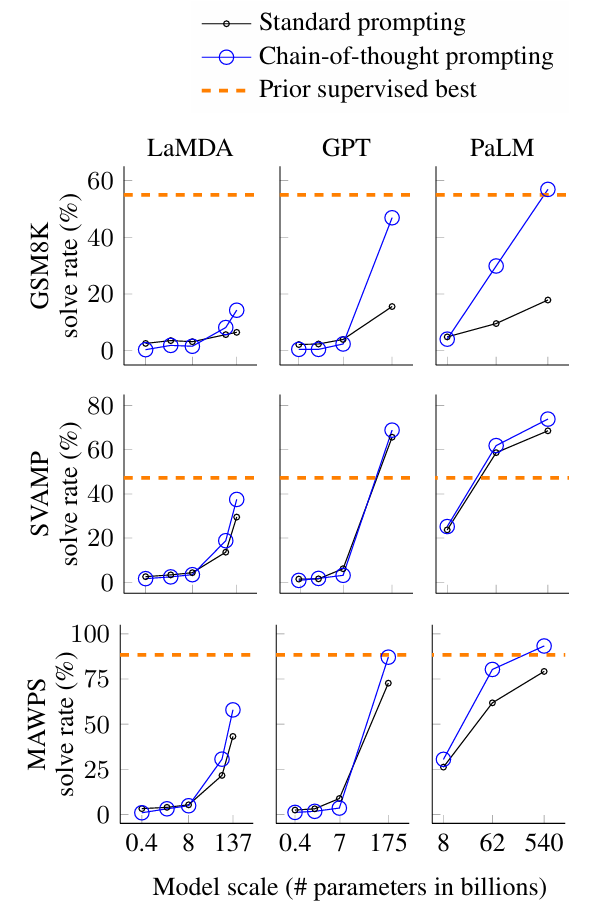 Standard prompting
Chain-of-thought prompting
Prior supervised best
LaMDA GPT PaLM
GSM8K
solve rate (%)
60
40
20
0
SVAMP
solve rate (%)
80
60
40
20
0
MAWPS
solve rate (%)
100
75
50
25
0
0.4 8 137 0.4 7 175 8 62 540
Model scale (# parameters in billions)